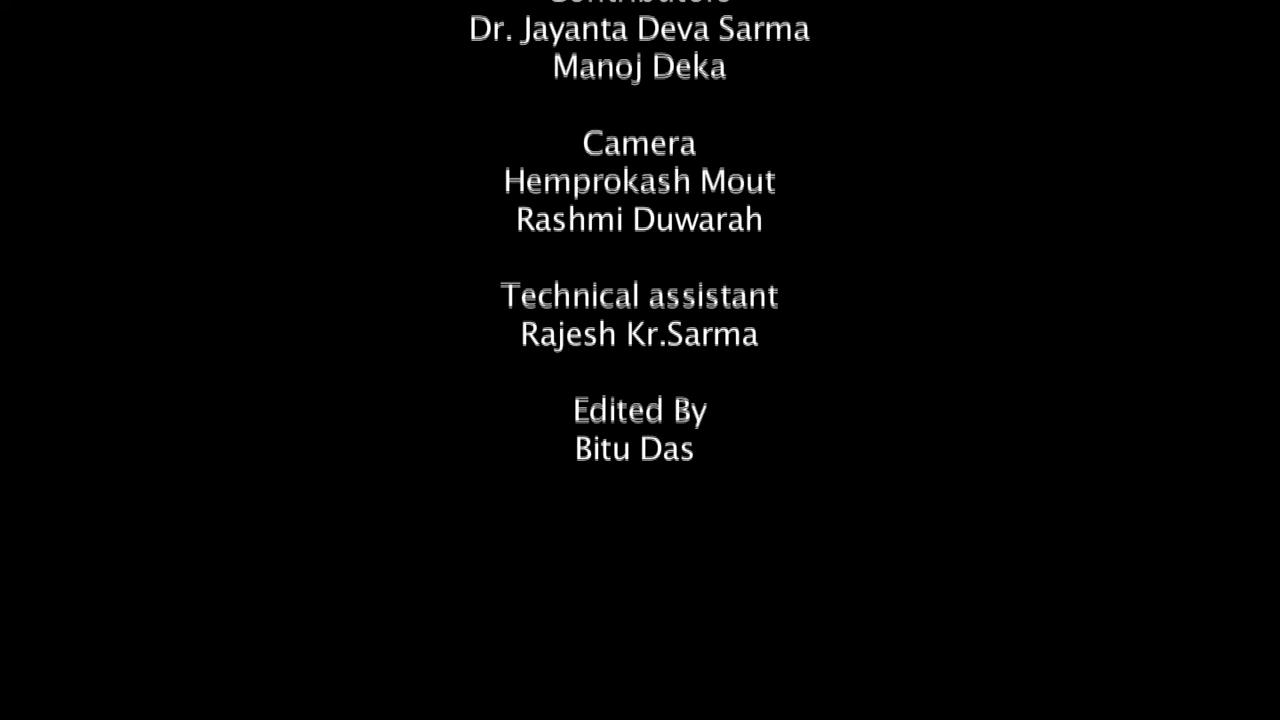 Contributors
Dr. Jayanta Deva Sarma
Manoj Deka
Camera
Hemprokash Mout
Rashmi Duwarah
Technical assistant
Rajesh Kr.Sarma
Edited By
Bitu Das